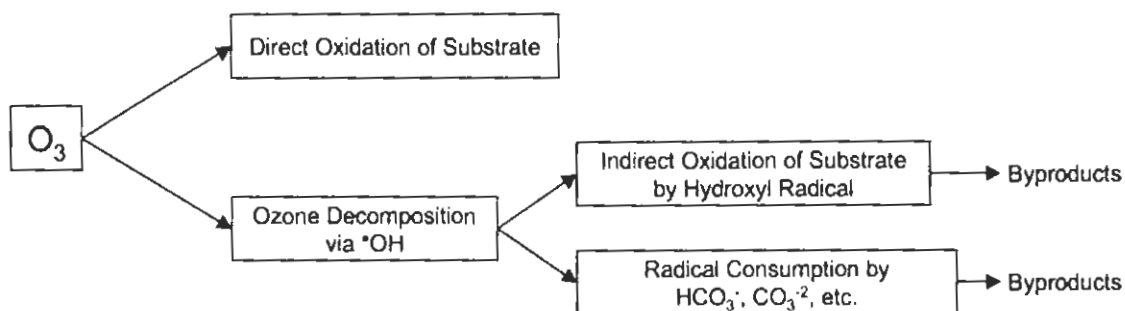 Direct Oxidation of Substrate
O₃
Indirect Oxidation of Substrate
by Hydroxyl Radical
Byproducts
Ozone Decomposition
via •OH
Radical Consumption by
HCO₃⁻, CO₃⁻², etc.
Byproducts